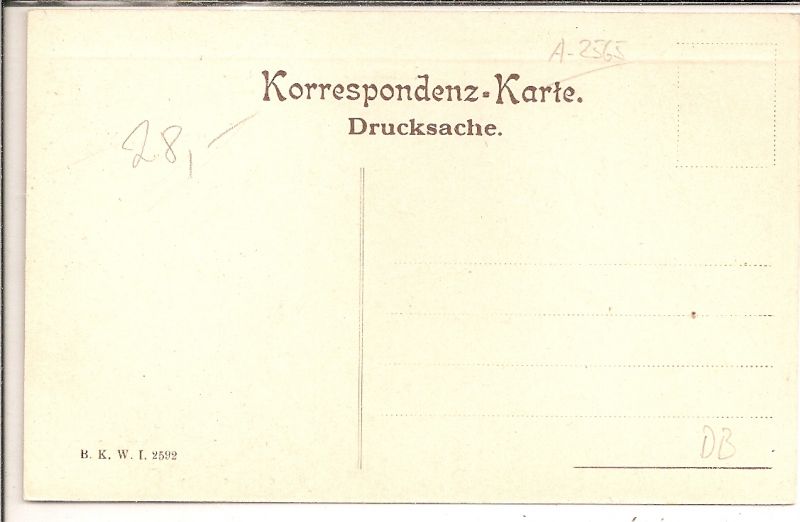 A-2565
Korrespondenz-Karte.
Drucksache.
28,-
B. K. W. I. 2592
DB